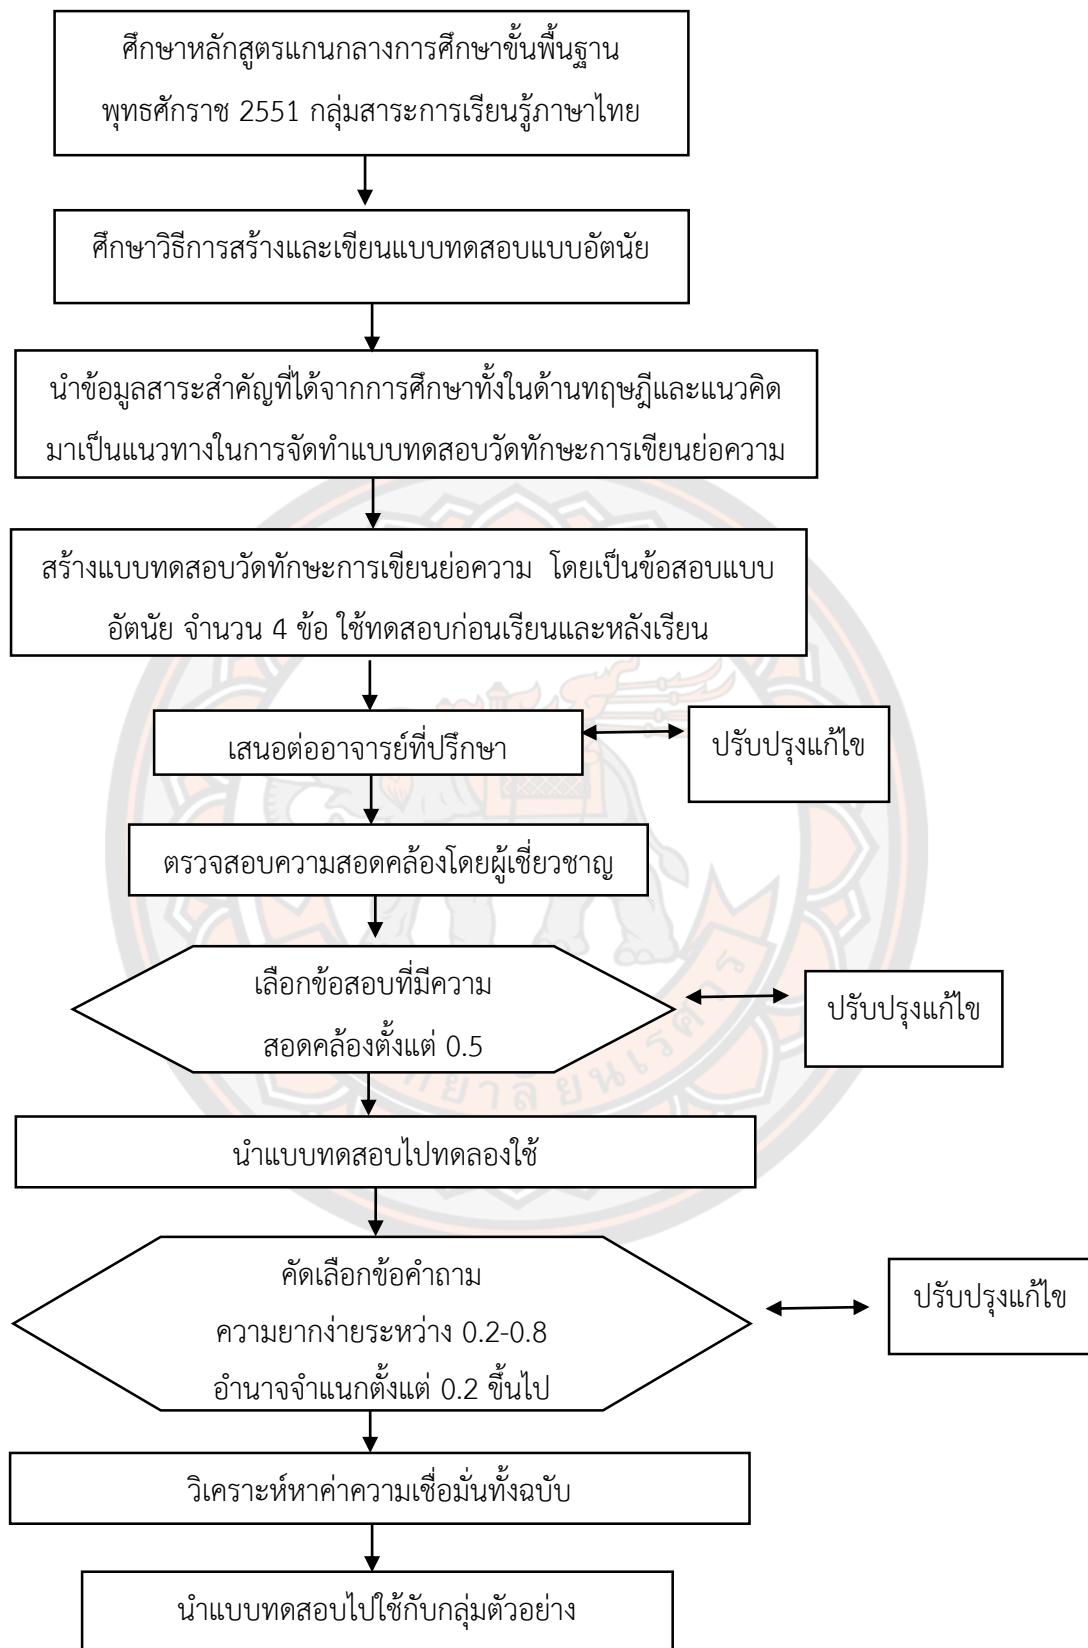 ศึกษาหลักสูตรแกนกลางการศึกษาขั้นพื้นฐาน
พุทธศักราช 2551 กลุ่มสาระการเรียนรู้ภาษาไทย
ศึกษาวิธีการสร้างและเขียนแบบทดสอบแบบอัตนัย
นำข้อมูลสาระสำคัญที่ได้จากการศึกษาทั้งในด้านทฤษฎีและแนวคิด
มาเป็นแนวทางในการจัดทำแบบทดสอบวัดทักษะการเขียนย่อความ
สร้างแบบทดสอบวัดทักษะการเขียนย่อความ โดยเป็นข้อสอบแบบ
อัตนัย จำนวน 4 ข้อ ใช้ทดสอบก่อนเรียนและหลังเรียน
เสนอต่ออาจารย์ที่ปรึกษา
ปรับปรุงแก้ไข
ตรวจสอบความสอดคล้องโดยผู้เชี่ยวชาญ
เลือกข้อสอบที่มีความ
สอดคล้องตั้งแต่ 0.5
ปรับปรุงแก้ไข
นำแบบทดสอบไปทดลองใช้
คัดเลือกข้อคำถาม
ความยากง่ายระหว่าง 0.2-0.8
อำนาจจำแนกตั้งแต่ 0.2 ขึ้นไป
ปรับปรุงแก้ไข
วิเคราะห์หาค่าความเชื่อมั่นทั้งฉบับ
นำแบบทดสอบไปใช้กับกลุ่มตัวอย่าง